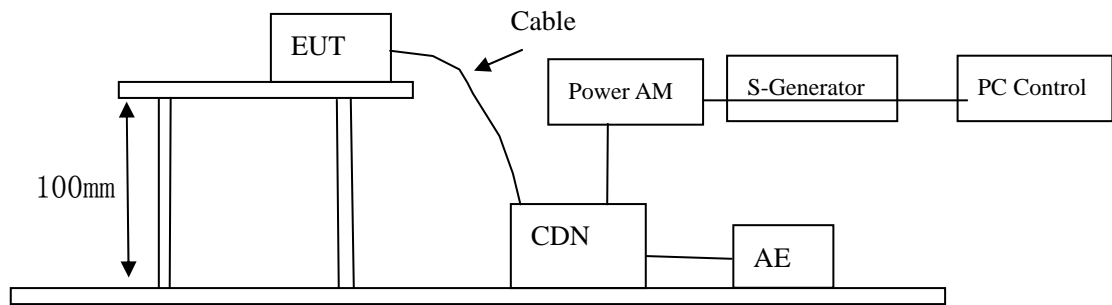 Cable
EUT
Power AM
S-Generator
PC Control
100mm
CDN
AE